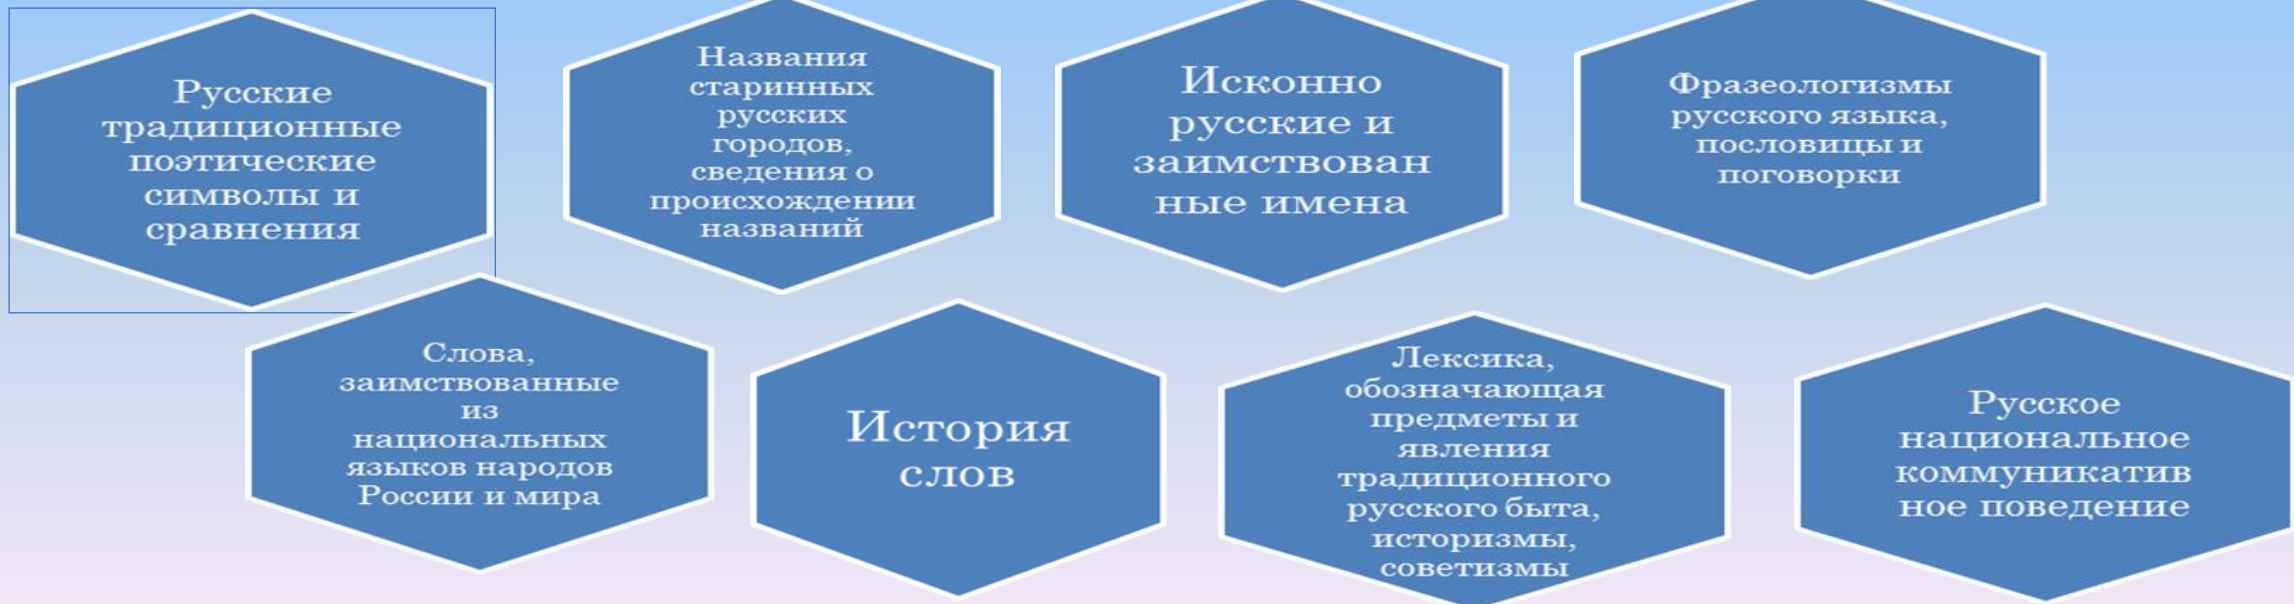 Русские
традиционные
поэтические
символы и
сравнения
Названия
старинных
русских
городов,
сведения о
происхождении
названий
Исконно
русские и
заимствован
ные имена
Фразеологизмы
русского языка,
пословицы и
поговорки
Слова,
заимствованные
из
национальных
языков народов
России и мира
История
слов
Лексика,
обозначающая
предметы и
явления
традиционного
русского быта,
историзмы,
советизмы
Русское
национальное
коммуникатив
ное поведение